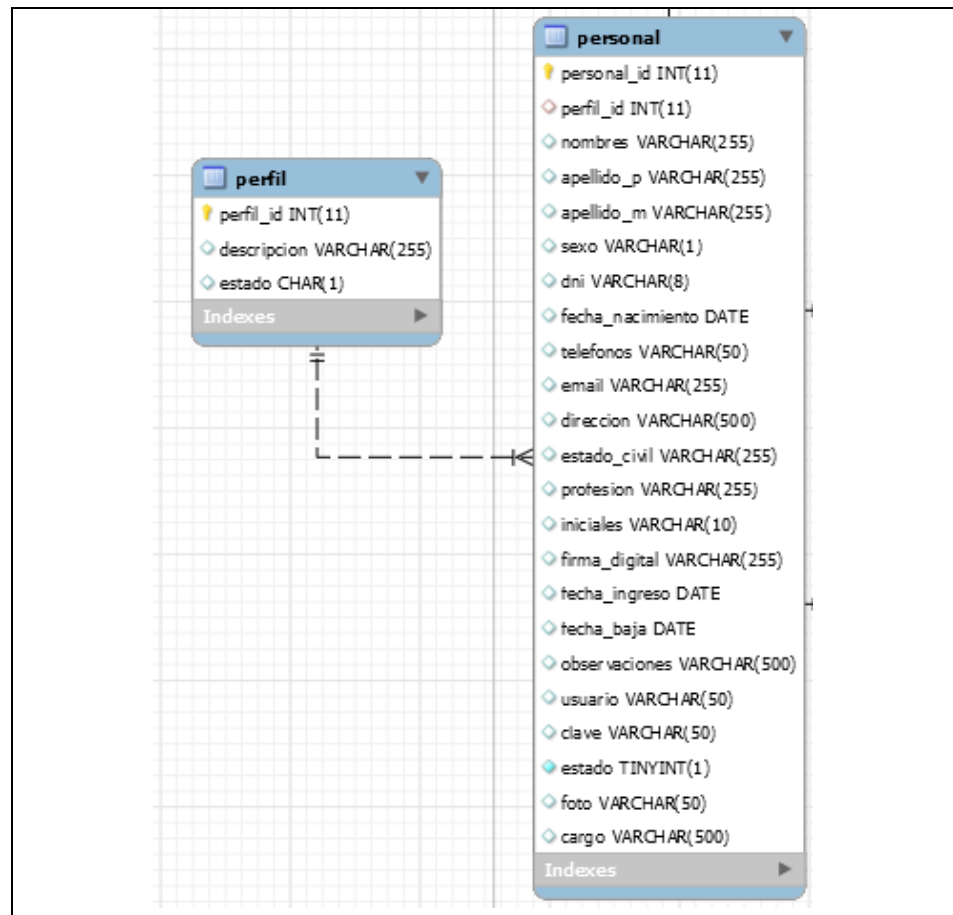 perfil
perfil_id INT(11)
descripcion VARCHAR(255)
estado CHAR(1)
Indexes
personal
personal_id INT(11)
perfil_id INT(11)
nombres VARCHAR(255)
apellido_p VARCHAR(255)
apellido_m VARCHAR(255)
sexo VARCHAR(1)
dni VARCHAR(8)
fecha_nacimiento DATE
telefonos VARCHAR(50)
email VARCHAR(255)
direccion VARCHAR(500)
estado_civil VARCHAR(255)
profesion VARCHAR(255)
iniciales VARCHAR(10)
firma_digital VARCHAR(255)
fecha_ingreso DATE
fecha_baja DATE
observaciones VARCHAR(500)
usuario VARCHAR(50)
clave VARCHAR(50)
estado TINYINT(1)
foto VARCHAR(50)
cargo VARCHAR(500)
Indexes